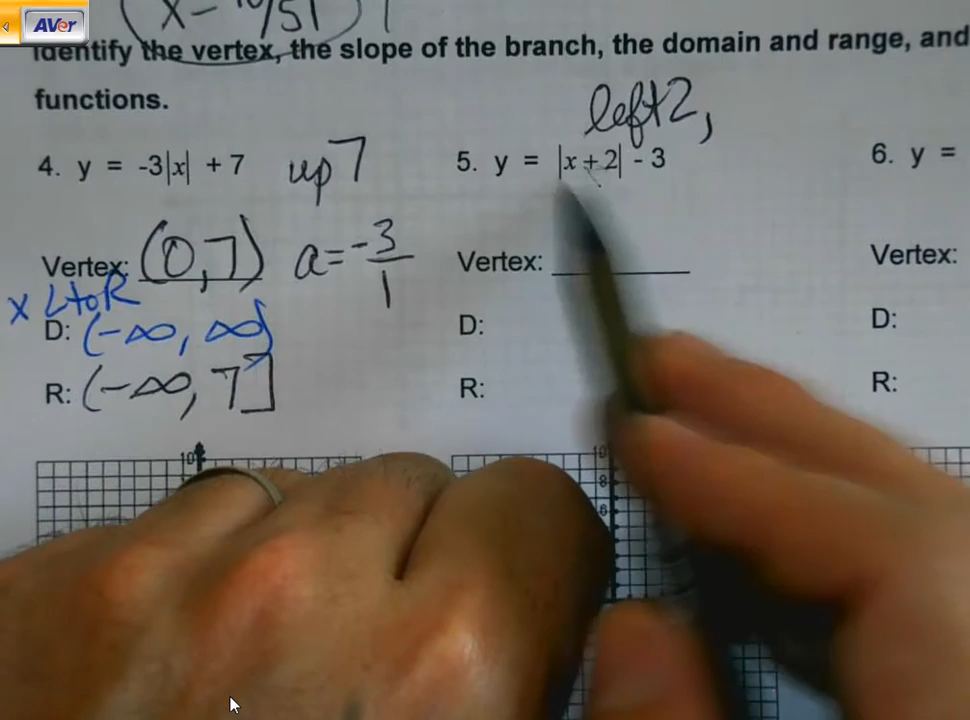 AVer
(x - 10/5|) |
identify the vertex, the slope of the branch, the domain and range, and
functions.
left 2,
4. y = -3|x| + 7 up 7
5. y = |x + 2| - 3
6. y =
Vertex: (0, 7) a = -3/1
Vertex:
Vertex:
x L to R
D: (-∞, ∞)
D:
D:
R: (-∞, 7]
R:
R:
10
10
8
6